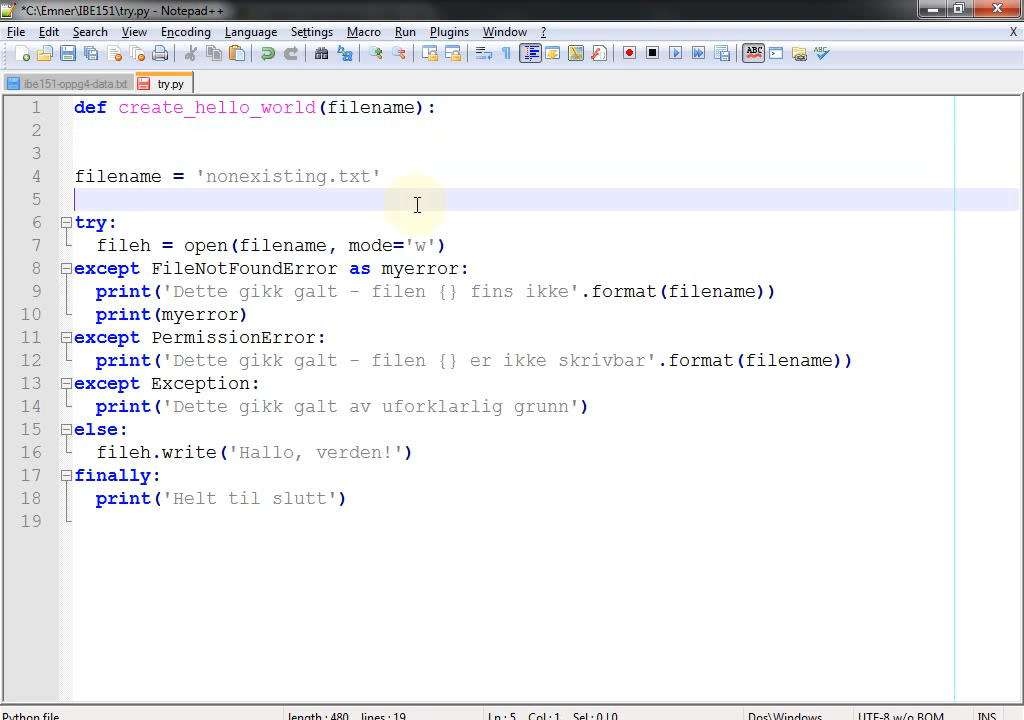 *C:\Emner\IBE151\try.py - Notepad++
File Edit Search View Encoding Language Settings Macro Run Plugins Window ? X
ibe151-oppg4-data.txt try.py
1 def create_hello_world(filename):
2
3
4 filename = 'nonexisting.txt'
5
6 try:
7 fileh = open(filename, mode='w')
8 except FileNotFoundError as myerror:
9 print('Dette gikk galt - filen {} fins ikke'.format(filename))
10 print(myerror)
11 except PermissionError:
12 print('Dette gikk galt - filen {} er ikke skrivbar'.format(filename))
13 except Exception:
14 print('Dette gikk galt av uforklarlig grunn')
15 else:
16 fileh.write('Hallo, verden!')
17 finally:
18 print('Helt til slutt')
19
Python file length : 480 lines : 19 Ln : 5 Col : 1 Sel : 0 | 0 Dos\Windows UTF-8 w/o BOM INS